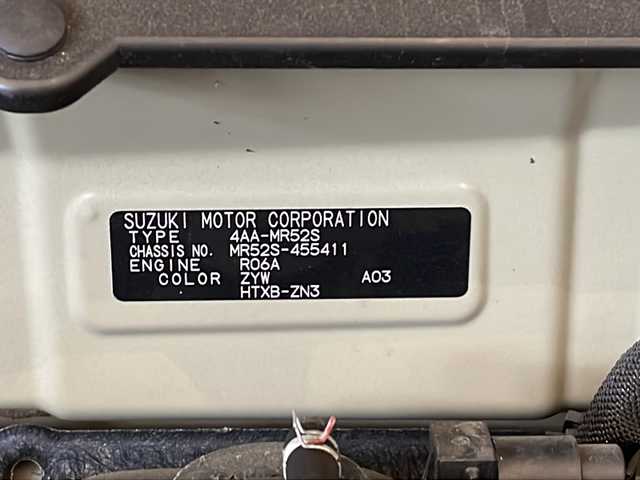 SUZUKI MOTOR CORPORATION
TYPE 4AA-MR52S
CHASSIS NO. MR52S-455411
ENGINE R06A
COLOR ZYW A03
HTXB-ZN3